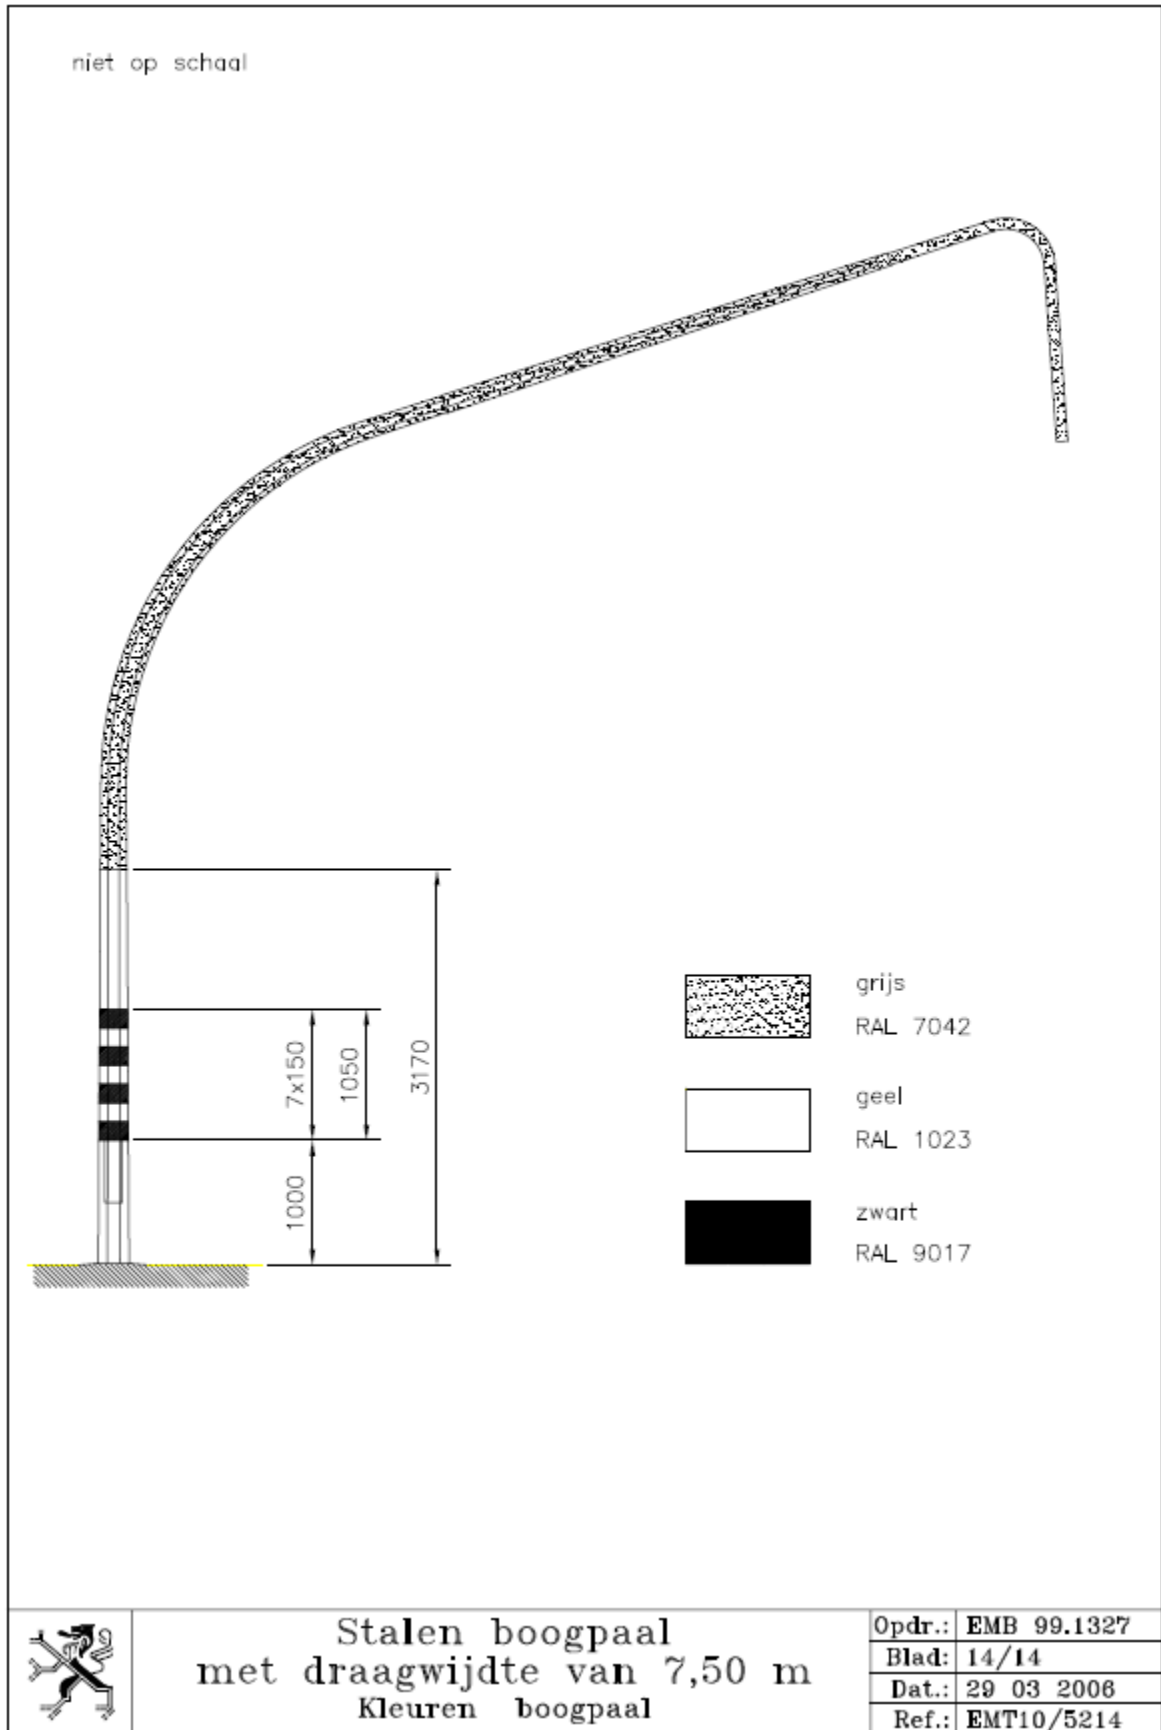 niet op schaal
7x150
1050
3170
1000
grijs
RAL 7042
geel
RAL 1023
zwart
RAL 9017
Stalen boogpaal
met draagwijdte van 7,50 m
Kleuren boogpaal
Opdr.: EMB 99.1327
Blad: 14/14
Dat.: 29 03 2006
Ref.: EMT10/5214